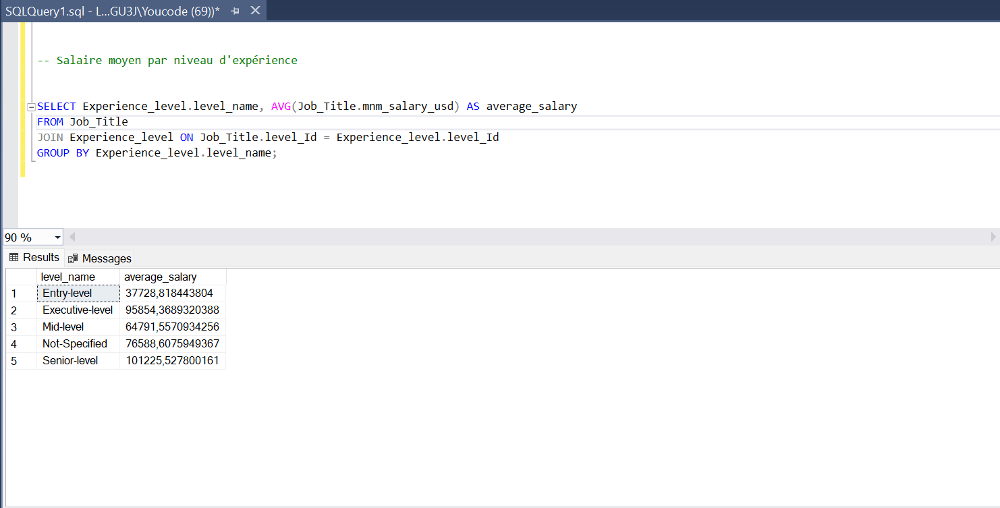 SQLQuery1.sql - L...GU3J\Youcode (69))*
-- Salaire moyen par niveau d'expérience
SELECT Experience_level.level_name, AVG(Job_Title.mnm_salary_usd) AS average_salary
FROM Job_Title
JOIN Experience_level ON Job_Title.level_Id = Experience_level.level_Id
GROUP BY Experience_level.level_name;
90 %
Results Messages
level_name average_salary
1 Entry-level 37728,818443804
2 Executive-level 95854,3689320388
3 Mid-level 64791,5570934256
4 Not-Specified 76588,6075949367
5 Senior-level 101225,527800161